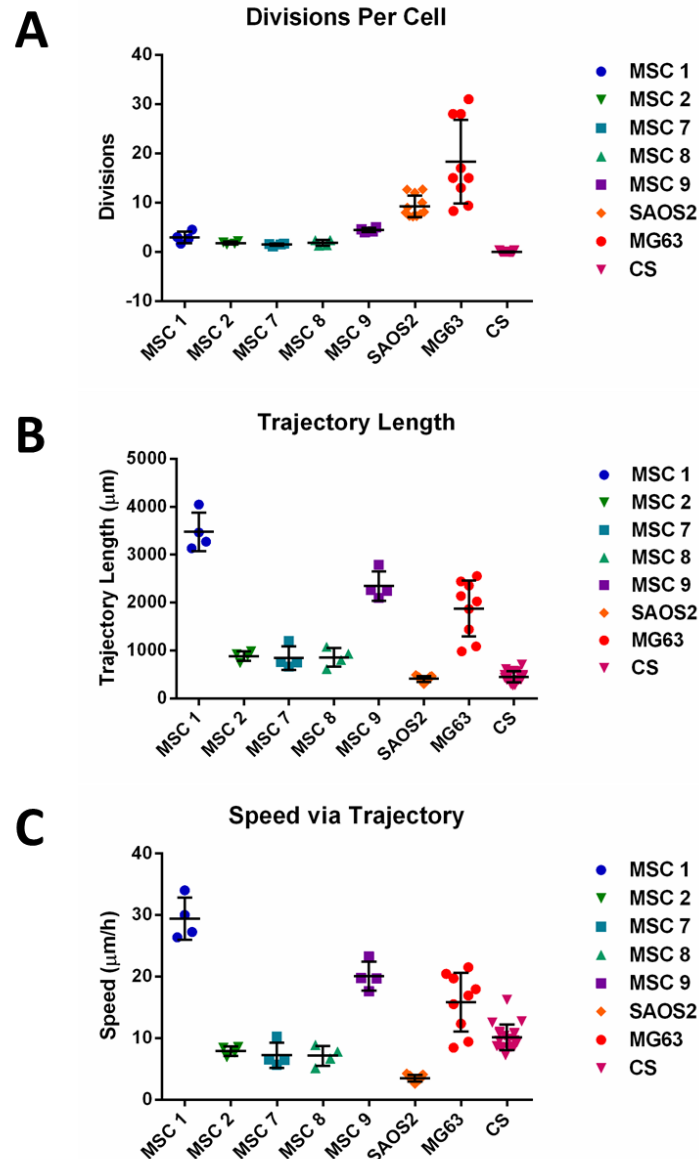 A
Divisions Per Cell
Divisions
40
30
20
10
0
-10
MSC 1
MSC 2
MSC 7
MSC 8
MSC 9
SAOS2
MG63
CS
MSC 1
MSC 2
MSC 7
MSC 8
MSC 9
SAOS2
MG63
CS
B
Trajectory Length
Trajectory Length (μm)
5000
4000
3000
2000
1000
0
MSC 1
MSC 2
MSC 7
MSC 8
MSC 9
SAOS2
MG63
CS
MSC 1
MSC 2
MSC 7
MSC 8
MSC 9
SAOS2
MG63
CS
C
Speed via Trajectory
Speed (μm/h)
40
30
20
10
0
MSC 1
MSC 2
MSC 7
MSC 8
MSC 9
SAOS2
MG63
CS
MSC 1
MSC 2
MSC 7
MSC 8
MSC 9
SAOS2
MG63
CS